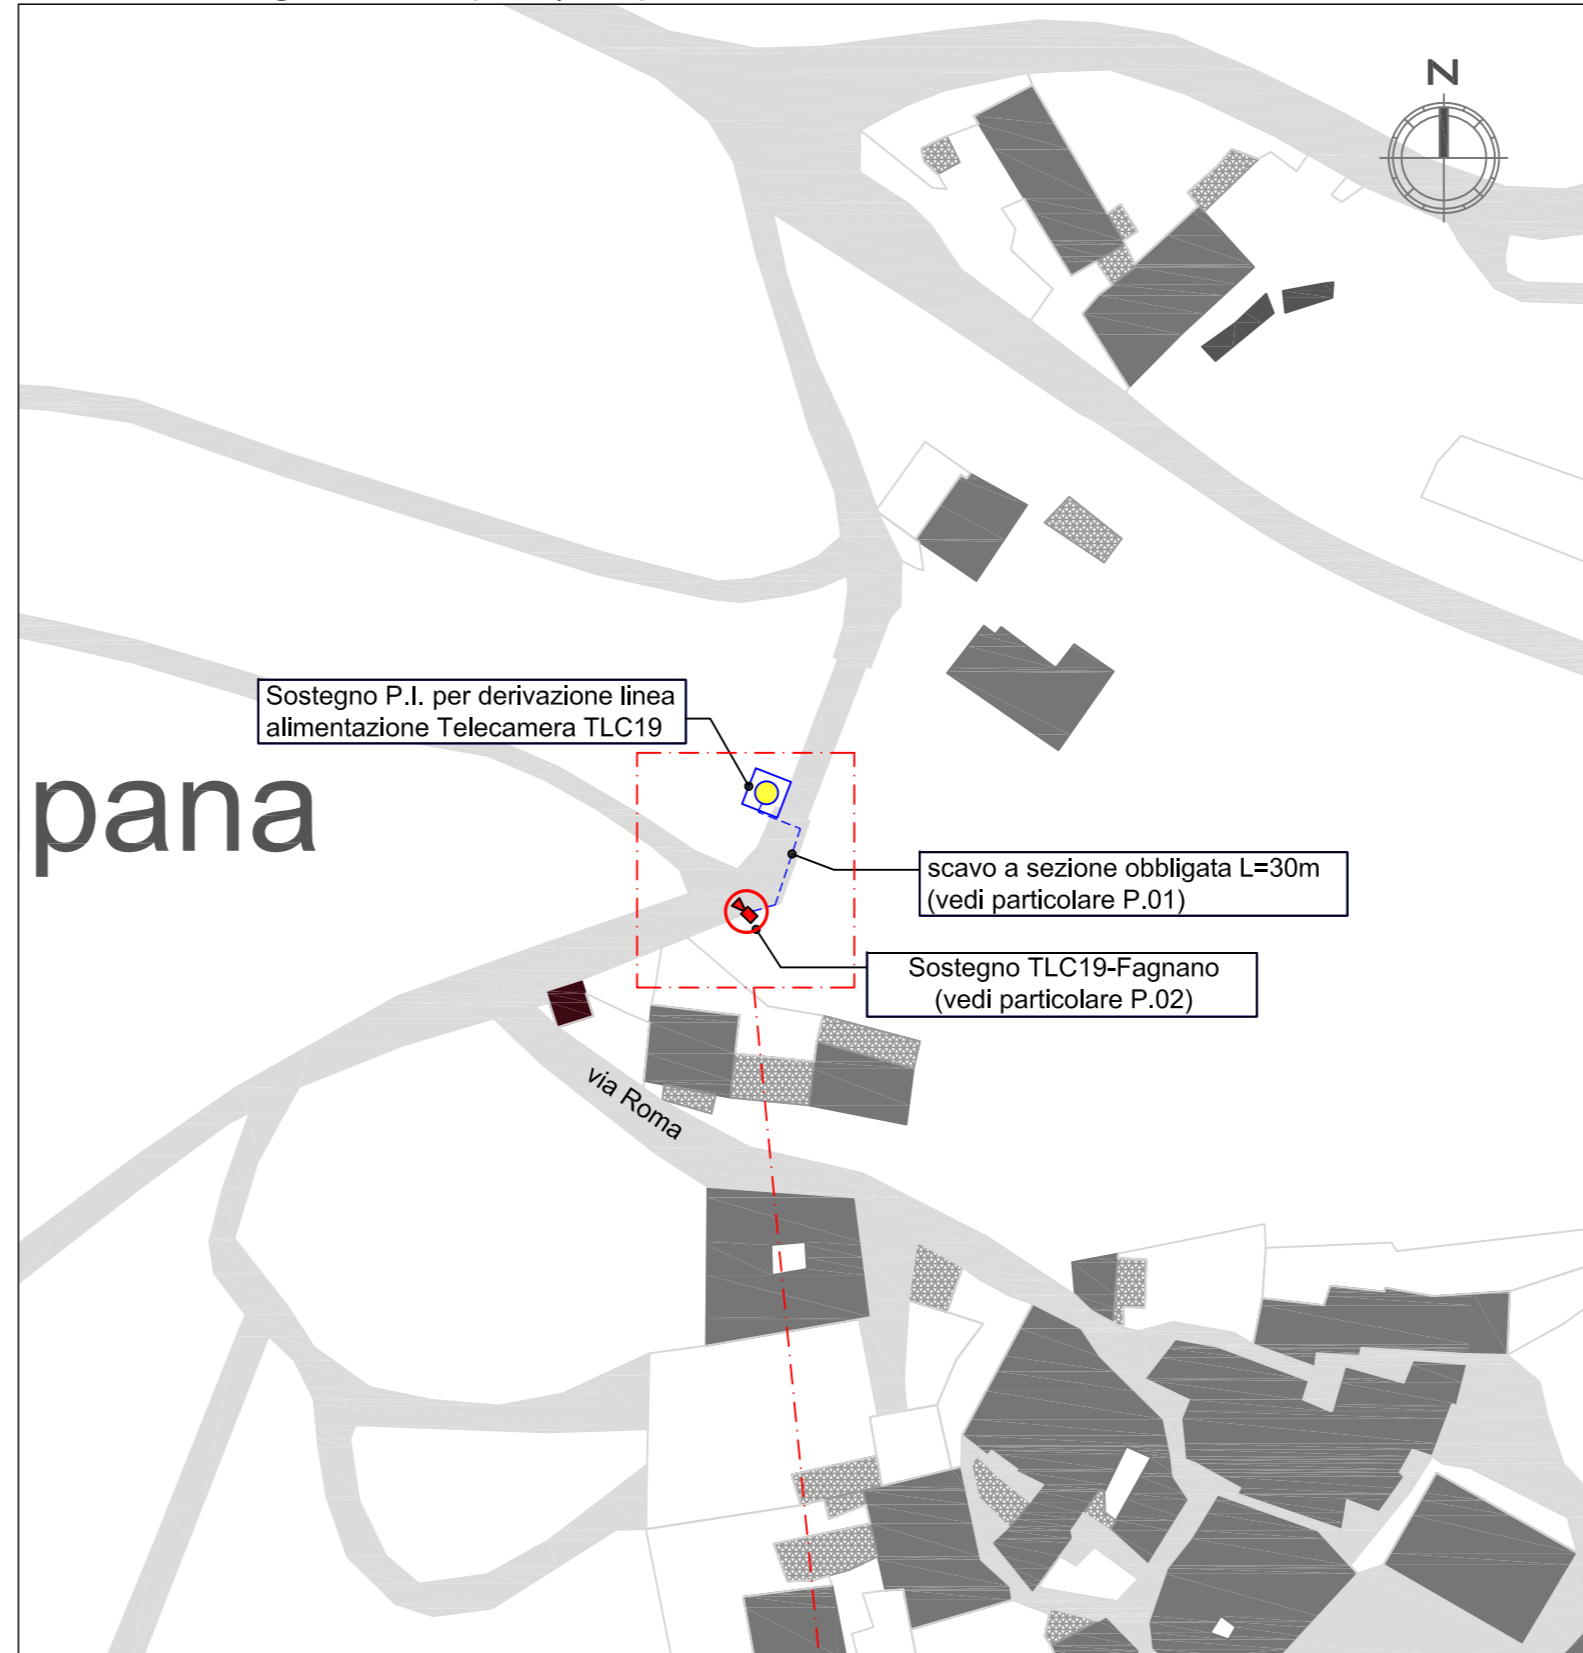 N
Sostegno P.I. per derivazione linea
alimentazione Telecamera TLC19
pana
scavo a sezione obbligata L=30m
(vedi particolare P.01)
Sostegno TLC19-Fagnano
(vedi particolare P.02)
via Roma